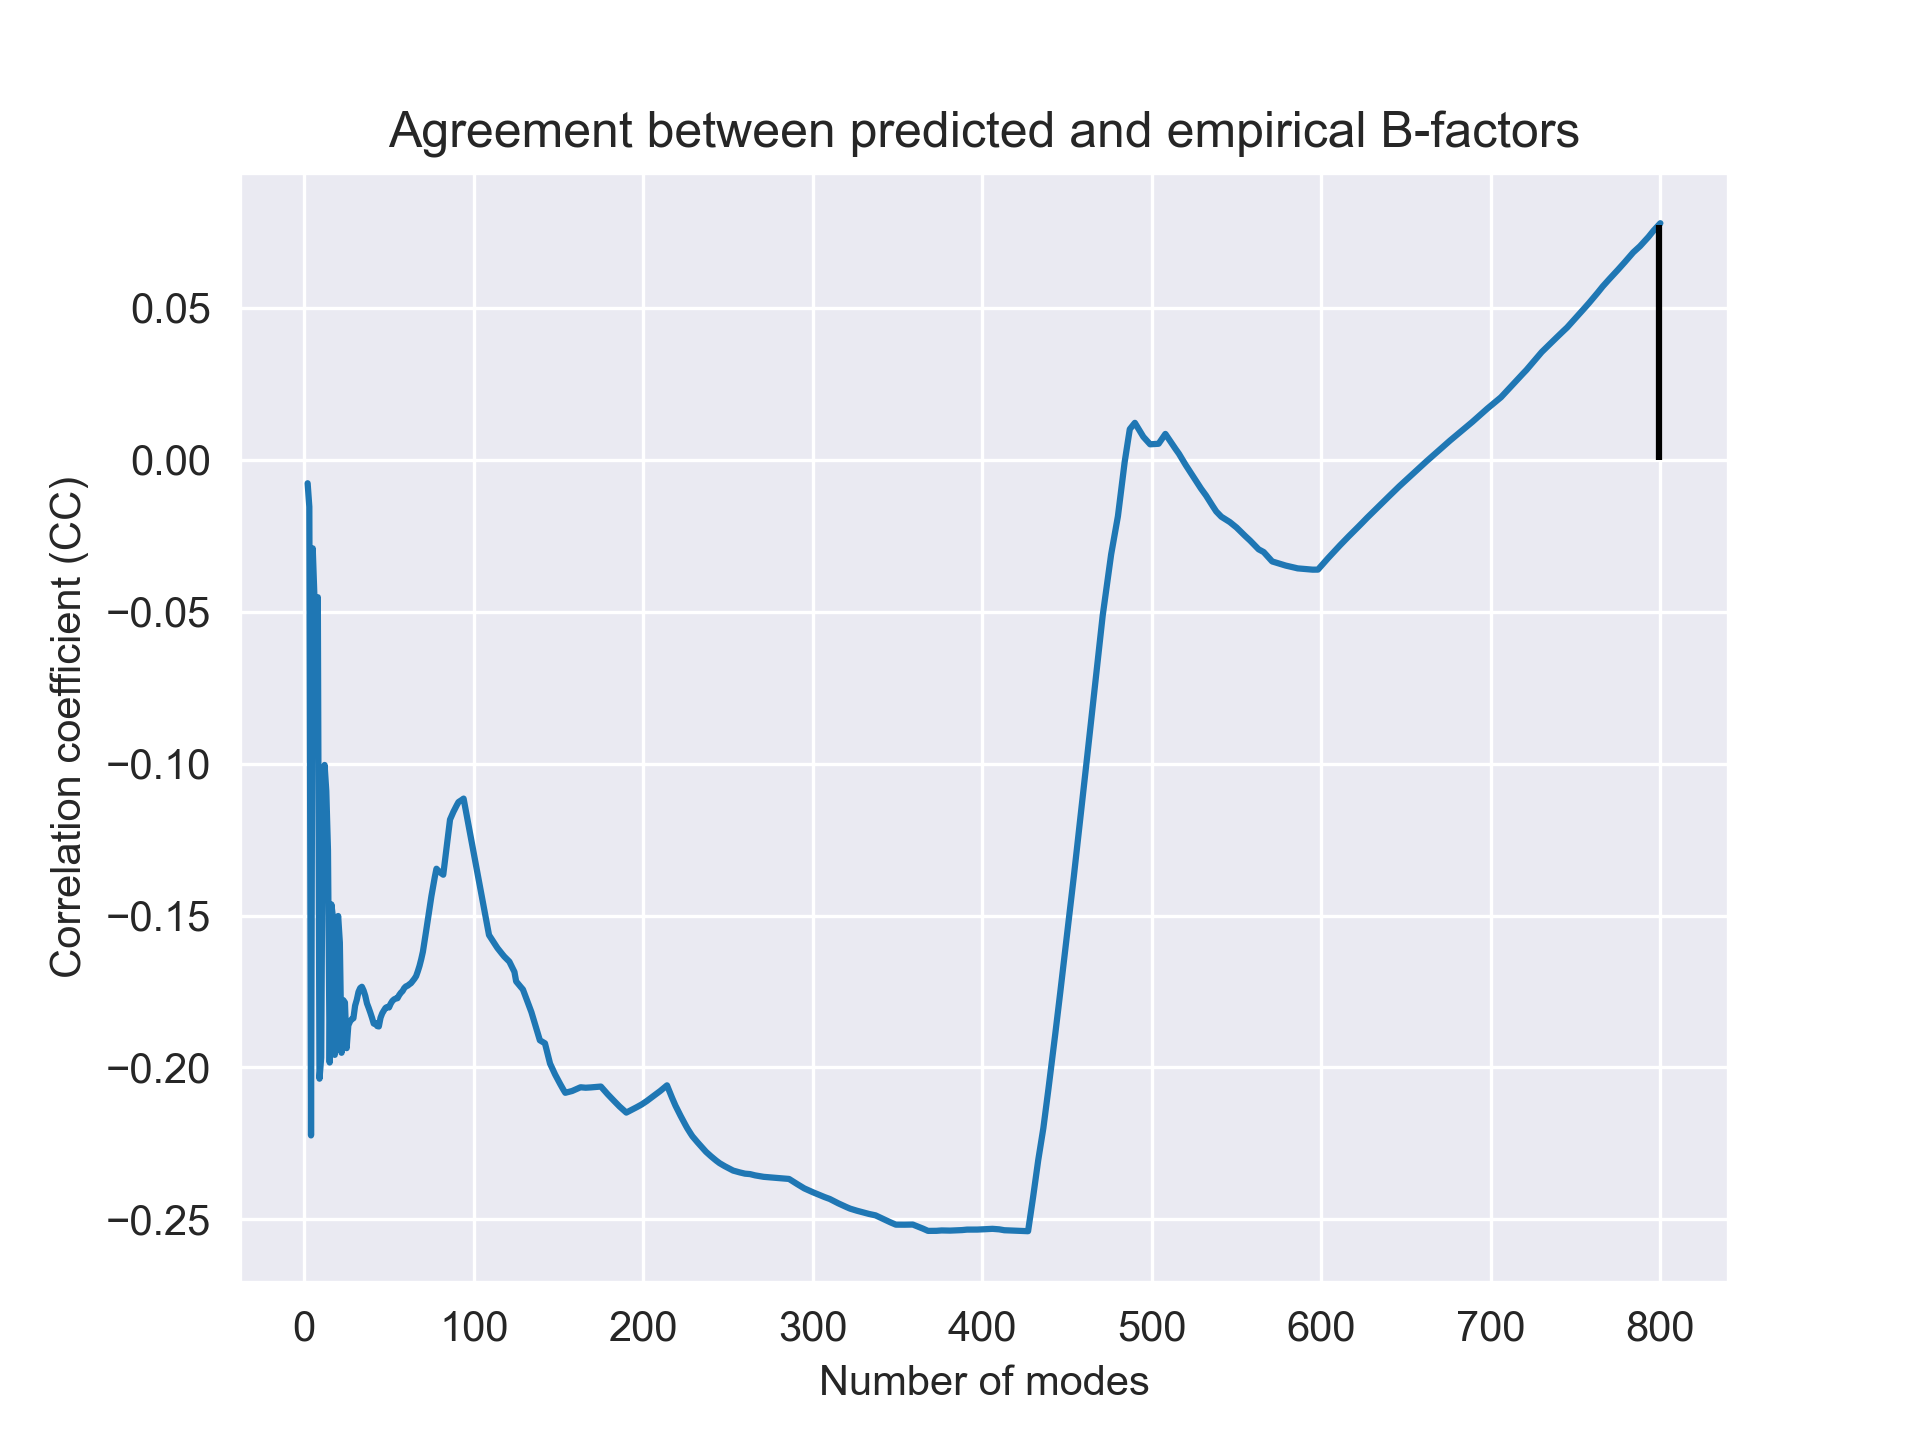 Agreement between predicted and empirical B-factors
Correlation coefficient (CC)
0.05
0.00
−0.05
−0.10
−0.15
−0.20
−0.25
0 100 200 300 400 500 600 700 800
Number of modes